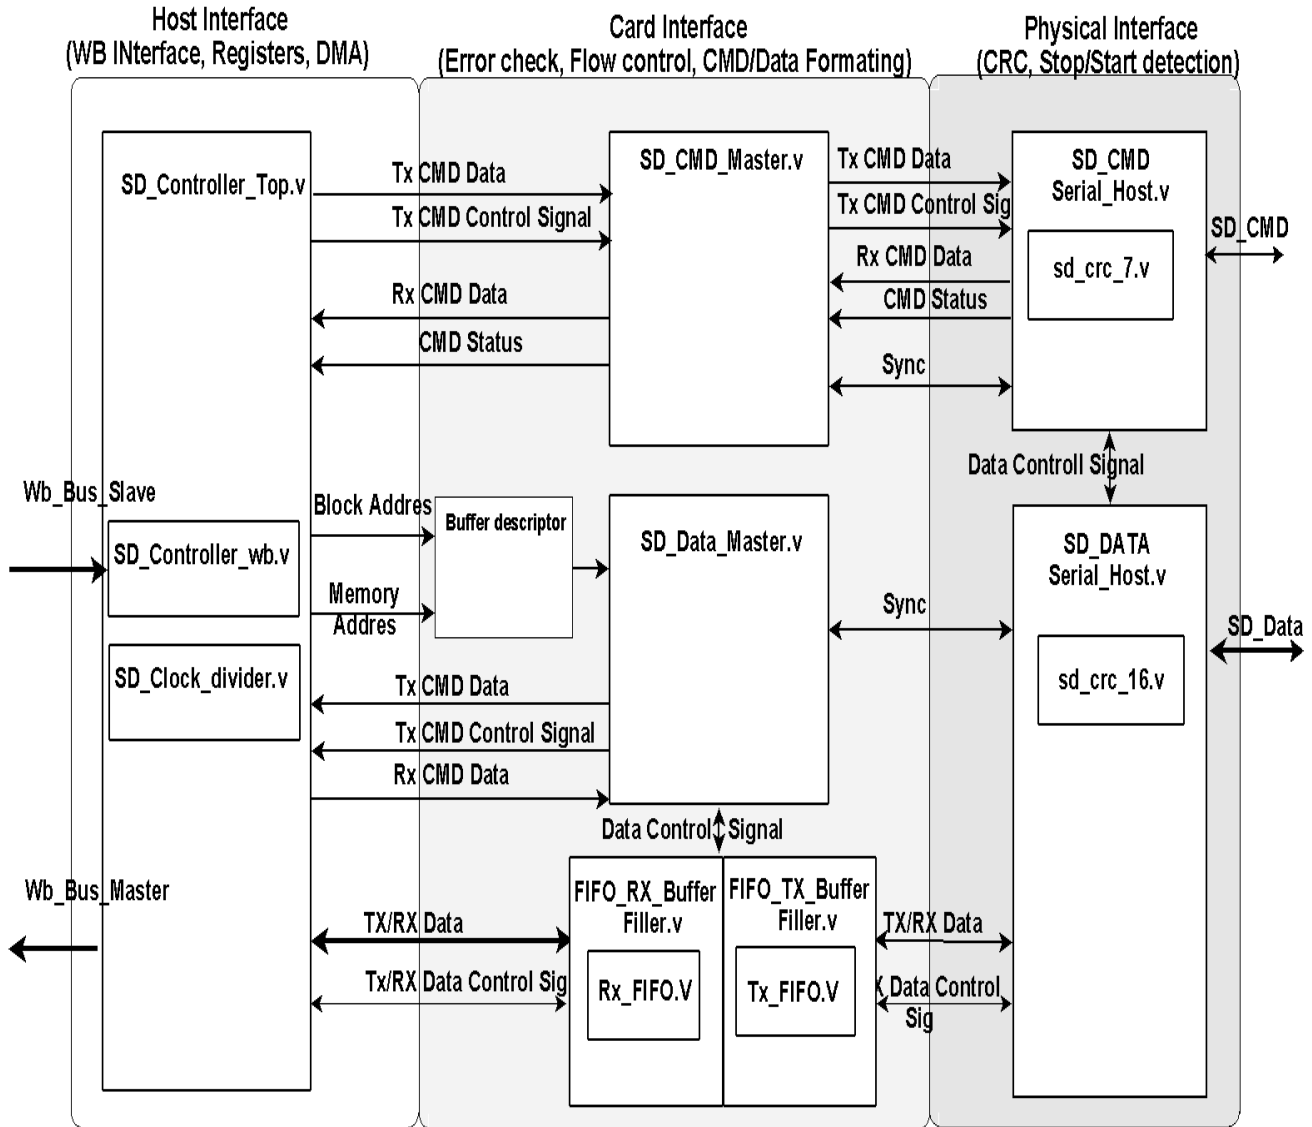 Host Interface
(WB INterface, Registers, DMA)
Card Interface
(Error check, Flow control, CMD/Data Formating)
Physical Interface
(CRC, Stop/Start detection)
SD_Controller_Top.v
Tx CMD Data
Tx CMD Control Signal
Rx CMD Data
CMD Status
SD_CMD_Master.v
Tx CMD Data
Tx CMD Control Sig
Rx CMD Data
CMD Status
Sync
SD_CMD
Serial_Host.v
sd_crc_7.v
SD_CMD
Data Controll Signal
Wb_Bus_Slave
SD_Controller_wb.v
SD_Clock_divider.v
Block Addres
Memory
Addres
Buffer descriptor
SD_Data_Master.v
Sync
SD_DATA
Serial_Host.v
sd_crc_16.v
SD_Data
Tx CMD Data
Tx CMD Control Signal
Rx CMD Data
Data Control Signal
Wb_Bus_Master
TX/RX Data
Tx/RX Data Control Sig
FIFO_RX_Buffer
Filler.v
Rx_FIFO.V
FIFO_TX_Buffer
Filler.v
Tx_FIFO.V
TX/RX Data
Data Control
Sig